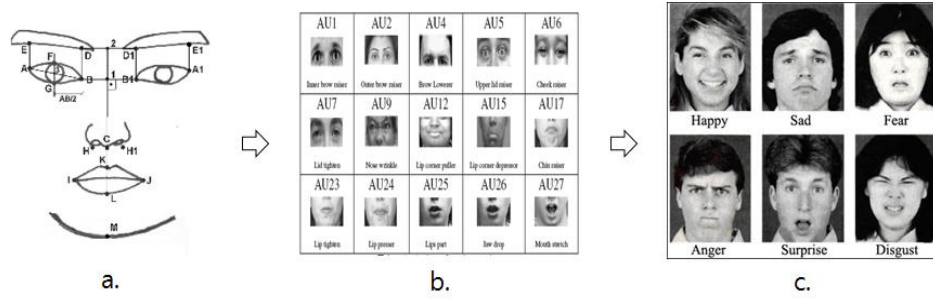 E
D
2
D1
E1
F
A
B
1
B1
A1
G
AB/2
C
H
H1
K
I
J
L
M
a.
AU1 AU2 AU4 AU5 AU6
Inner brow raiser Outer brow raiser Brow Lowerer Upper lid raiser Cheek raiser
AU7 AU9 AU12 AU15 AU17
Lid tighten Nose wrinkle Lip corner puller Lip corner depressor Chin raiser
AU23 AU24 AU25 AU26 AU27
Lip tighten Lip presser Lips part Jaw drop Mouth stretch
b.
Happy Sad Fear
Anger Surprise Disgust
c.